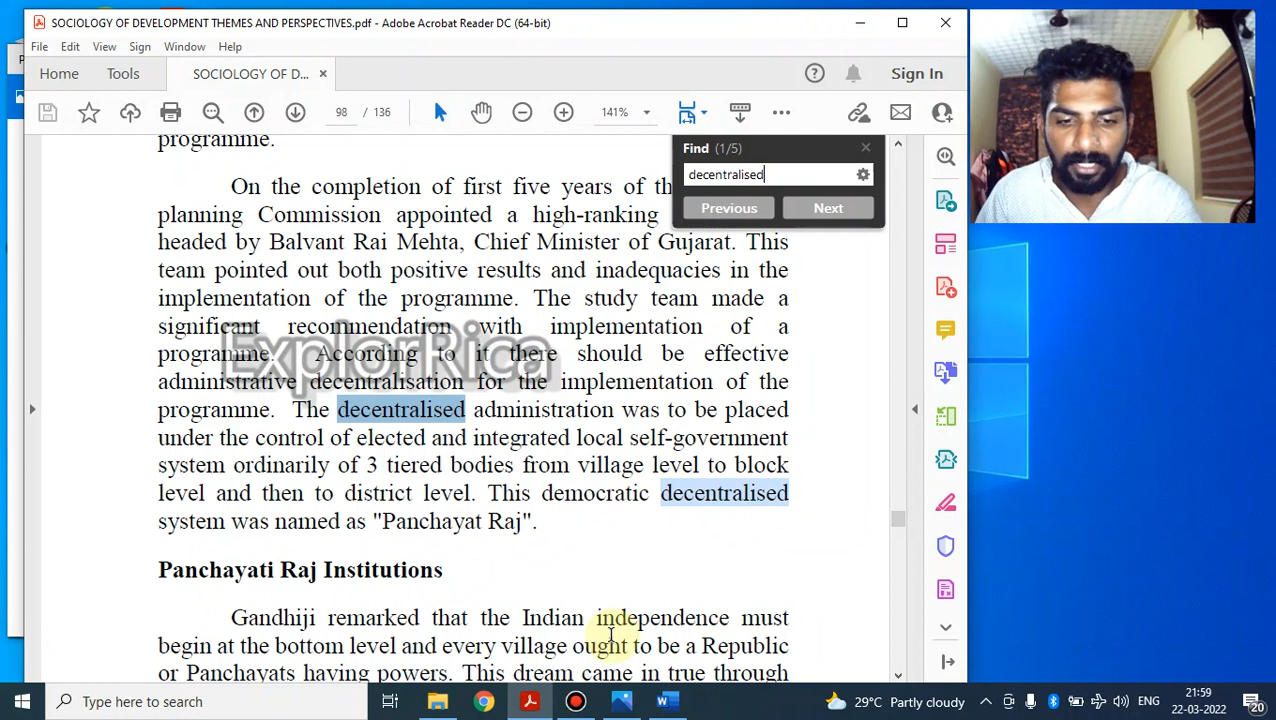 SOCIOLOGY OF DEVELOPMENT THEMES AND PERSPECTIVES.pdf - Adobe Acrobat Reader DC (64-bit)
File Edit View Sign Window Help
Home Tools SOCIOLOGY OF D... × Sign In
98 / 136 141%
programme.
Find (1/5)
decentralised
Previous Next
On the completion of first five years of th
planning Commission appointed a high-ranking
headed by Balvant Rai Mehta, Chief Minister of Gujarat. This
team pointed out both positive results and inadequacies in the
implementation of the programme. The study team made a
significant recommendation with implementation of a
programme. According to it there should be effective
ExplorRica
administrative decentralisation for the implementation of the
programme. The decentralised administration was to be placed
under the control of elected and integrated local self-government
system ordinarily of 3 tiered bodies from village level to block
level and then to district level. This democratic decentralised
system was named as "Panchayat Raj".
Panchayati Raj Institutions
Gandhiji remarked that the Indian independence must
begin at the bottom level and every village ought to be a Republic
or Panchayats having powers. This dream came in true through
Type here to search
29°C Partly cloudy
ENG
21:59
22-03-2022
20